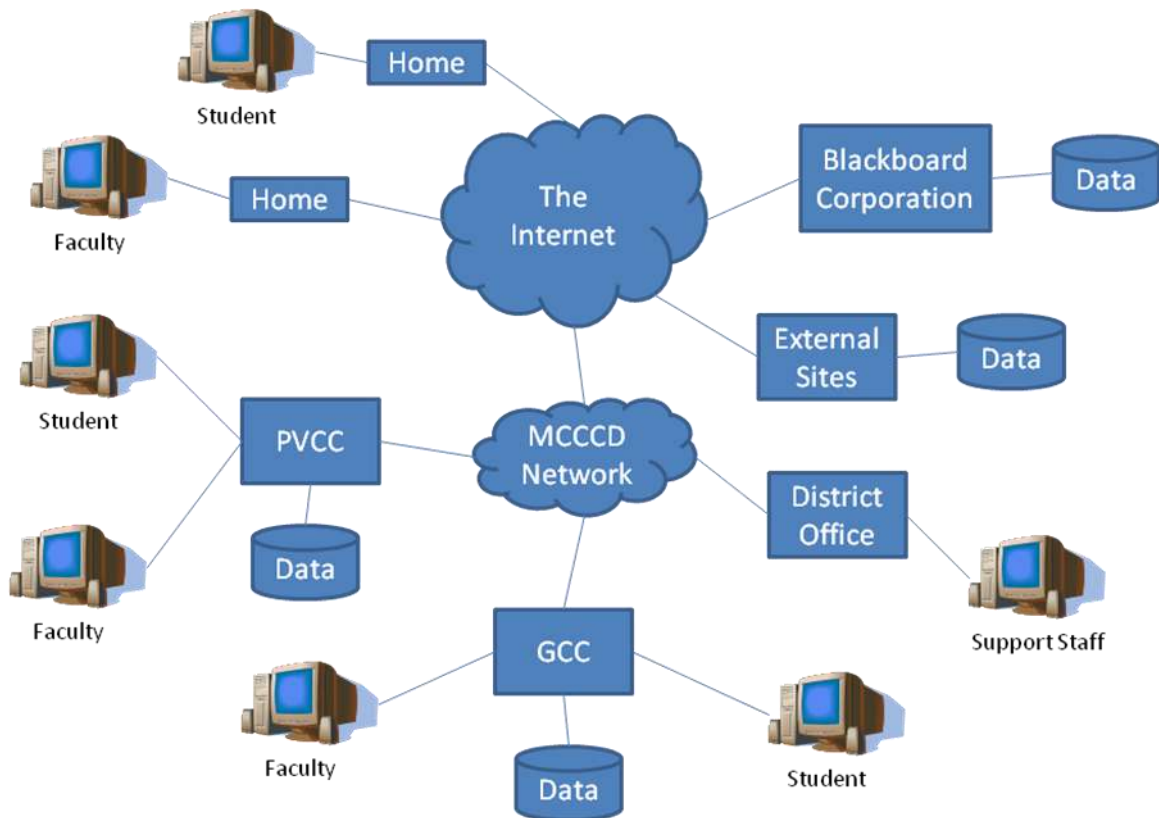 Home
Student
Home
Faculty
The
Internet
Blackboard
Corporation
Data
External
Sites
Data
Student
PVCC
MCCCD
Network
District
Office
Data
Faculty
Support Staff
GCC
Faculty
Data
Student